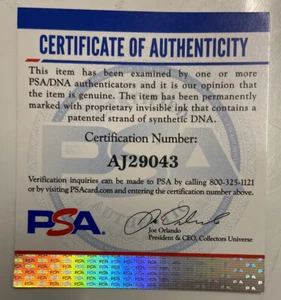 CERTIFICATE OF AUTHENTICITY
This item has been examined by one or more
PSA/DNA authenticators and it is our opinion that
the item is genuine. The item has been permanently
marked with proprietary invisible ink that contains a
patented strand of synthetic DNA.
Certification Number:
AJ29043
Verification inquiries can be made to PSA by calling 800-325-1121
or by visiting PSAcard.com and entering the certification number above.
PSA
Joe Orlando
President & CEO, Collectors Universe